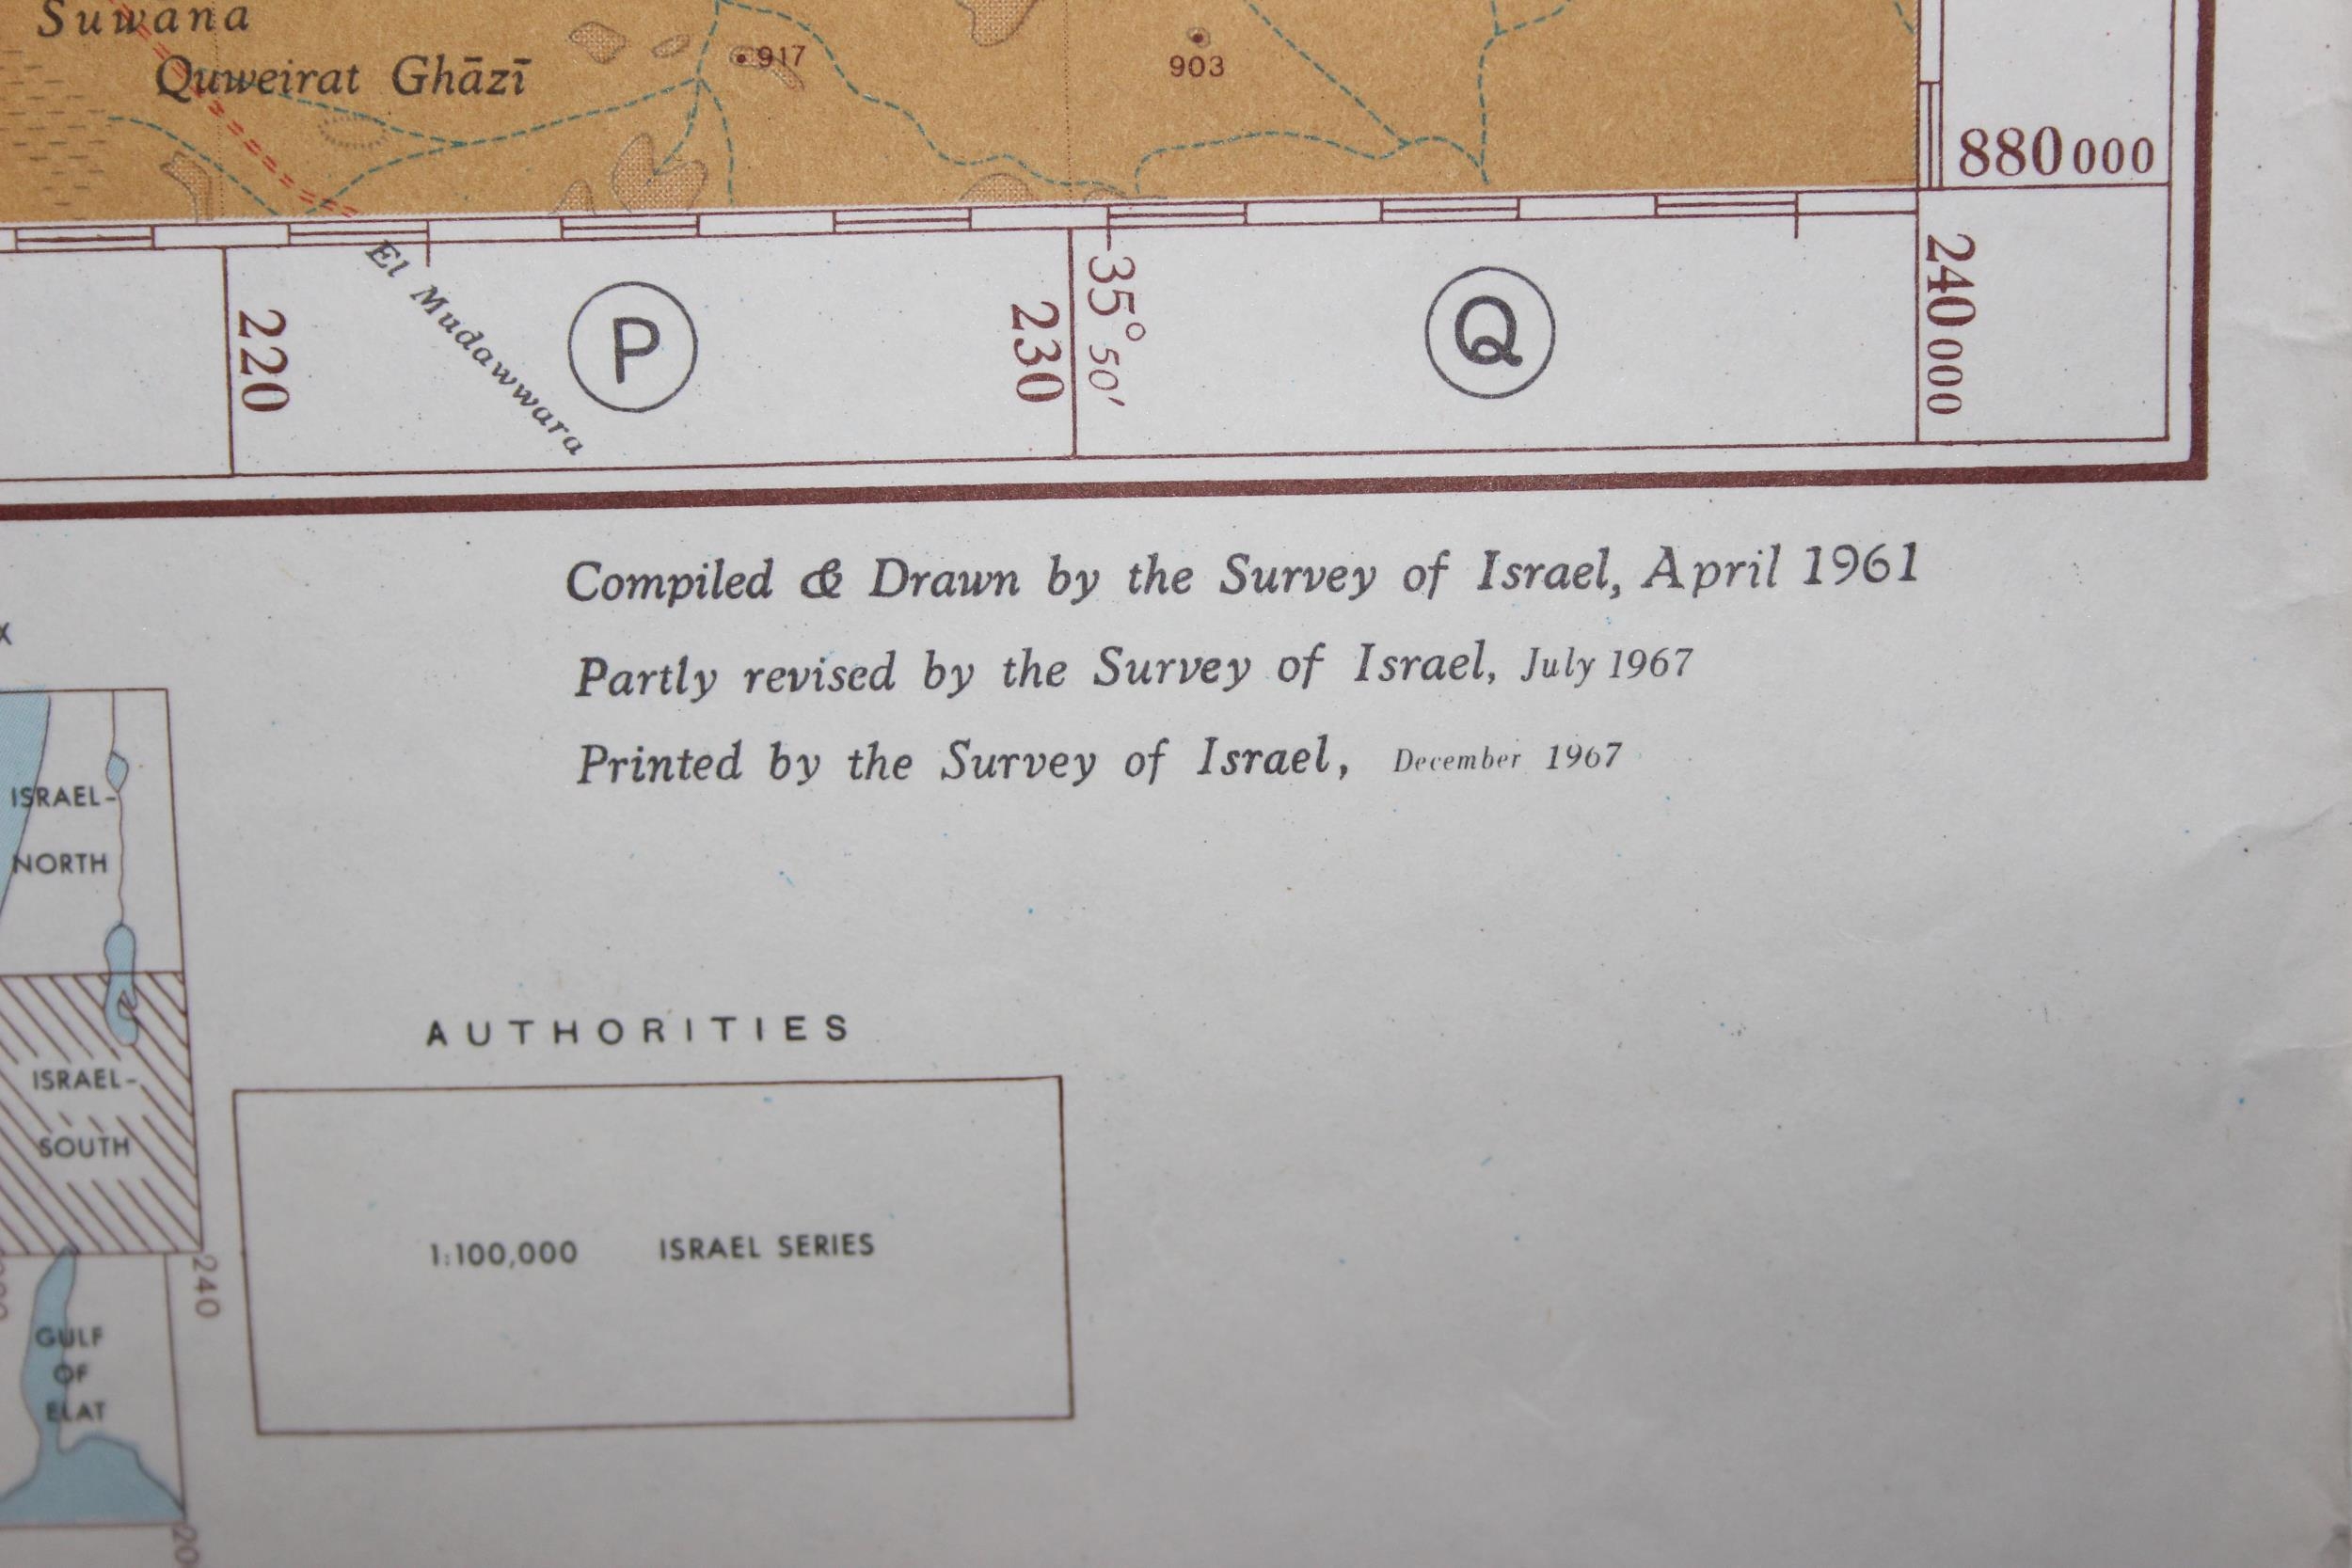 Suwana
Quweirat Ghāzī
917
903
880000
220
El Mudawwara
P
230
35° 50'
Q
240000
Compiled & Drawn by the Survey of Israel, April 1961
Partly revised by the Survey of Israel, July 1967
Printed by the Survey of Israel, December 1967
X
ISRAEL-
NORTH
ISRAEL-
SOUTH
240
GULF
OF
ELAT
AUTHORITIES
1:100,000 ISRAEL SERIES